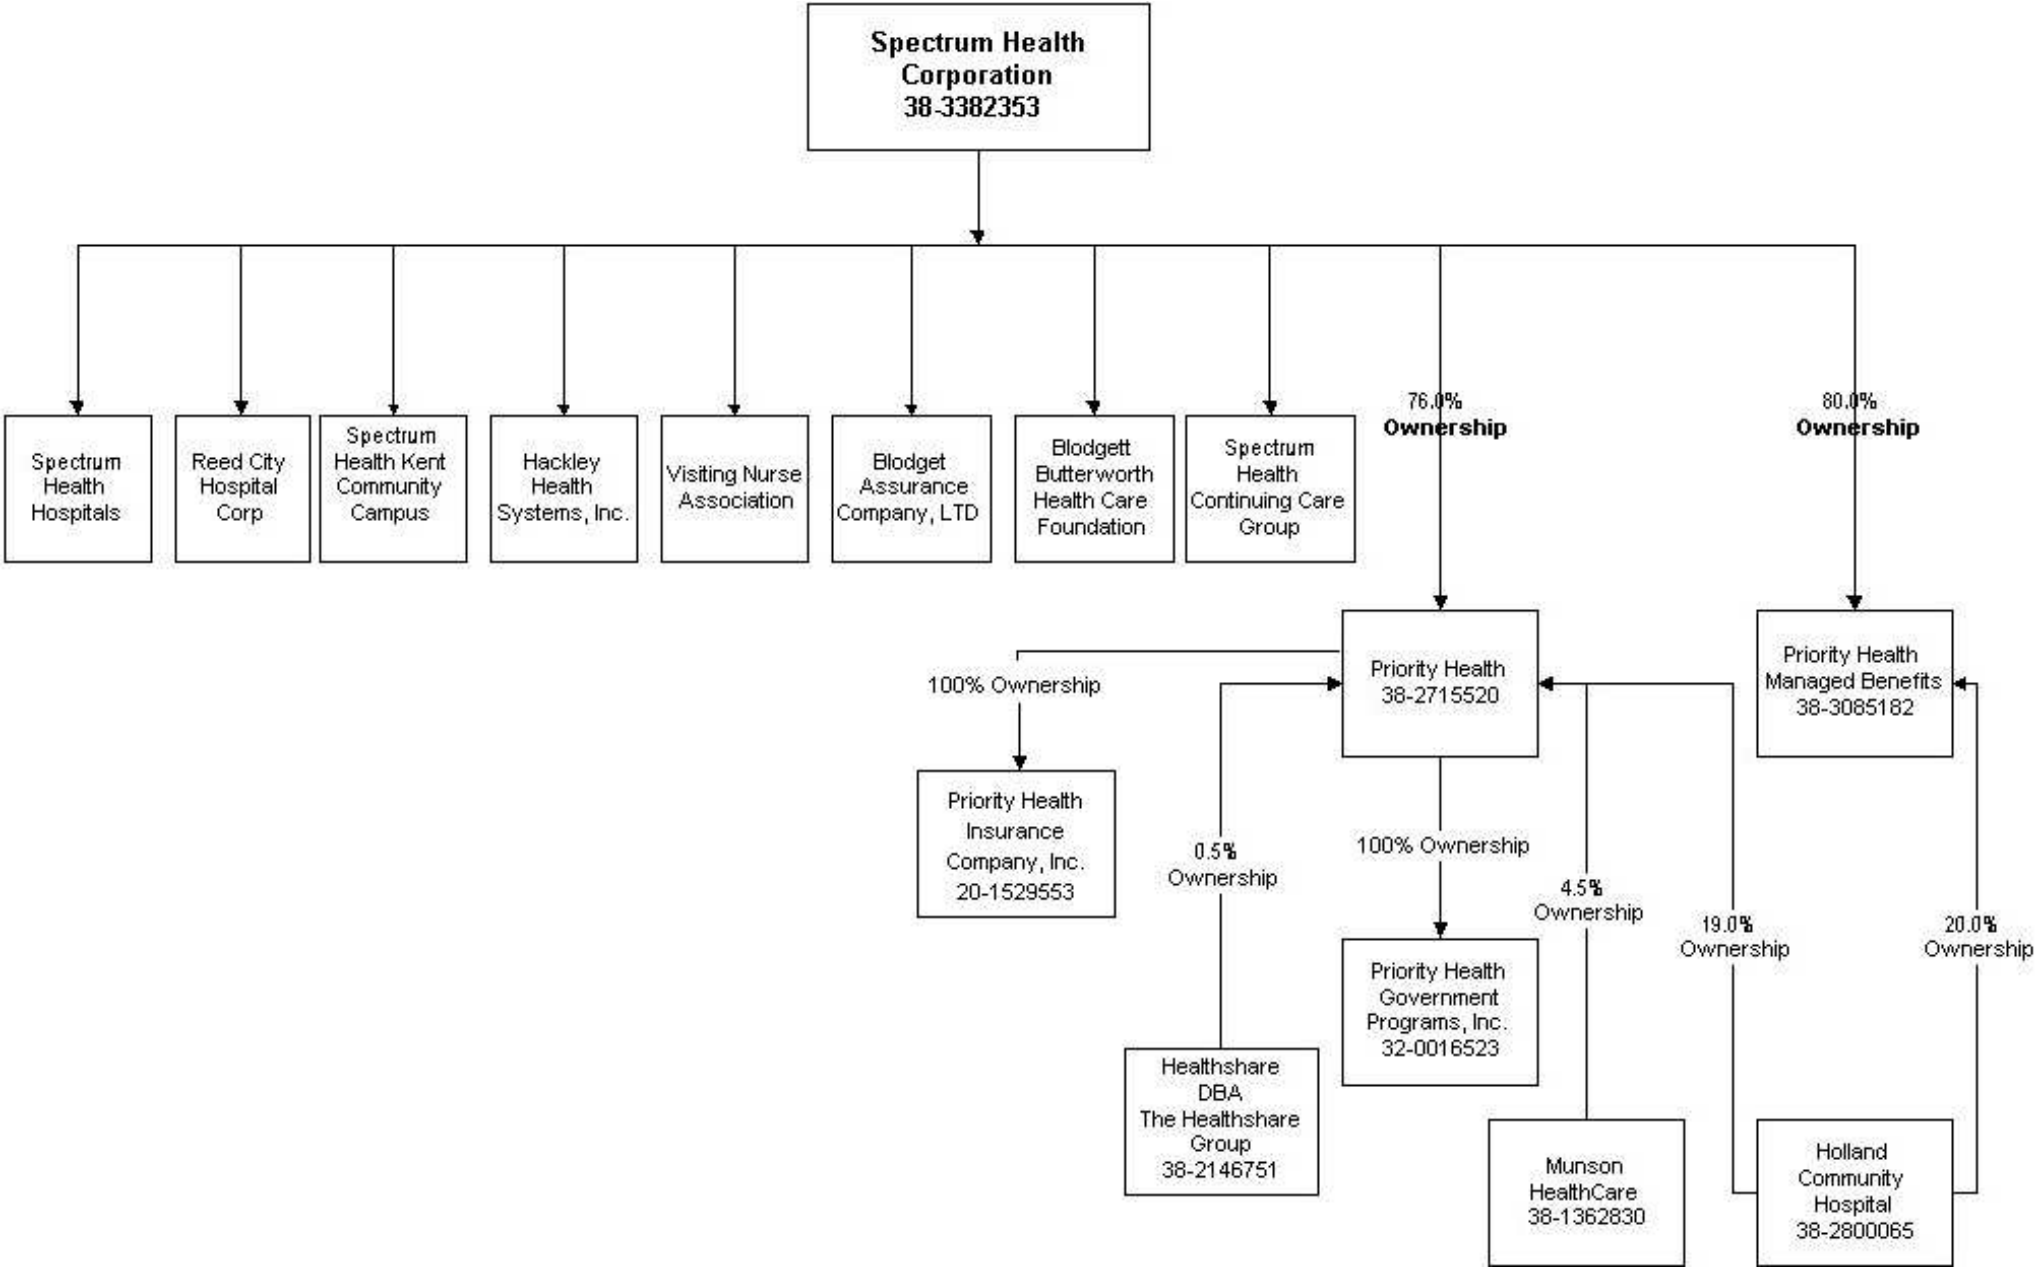 Spectrum Health
Corporation
38-3382353
76.0%
Ownership
80.0%
Ownership
Spectrum
Health
Hospitals
Reed City
Hospital
Corp
Spectrum
Health Kent
Community
Campus
Hackley
Health
Systems, Inc.
Visiting Nurse
Association
Blodget
Assurance
Company, LTD
Blodgett
Butterworth
Health Care
Foundation
Spectrum
Health
Continuing Care
Group
Priority Health
38-2715520
Priority Health
Managed Benefits
38-3085182
100% Ownership
Priority Health
Insurance
Company, Inc.
20-1529553
0.5%
Ownership
100% Ownership
4.5%
Ownership
19.0%
Ownership
20.0%
Ownership
Priority Health
Government
Programs, Inc.
32-0016523
Healthshare
DBA
The Healthshare
Group
38-2146751
Munson
HealthCare
38-1362830
Holland
Community
Hospital
38-2800065